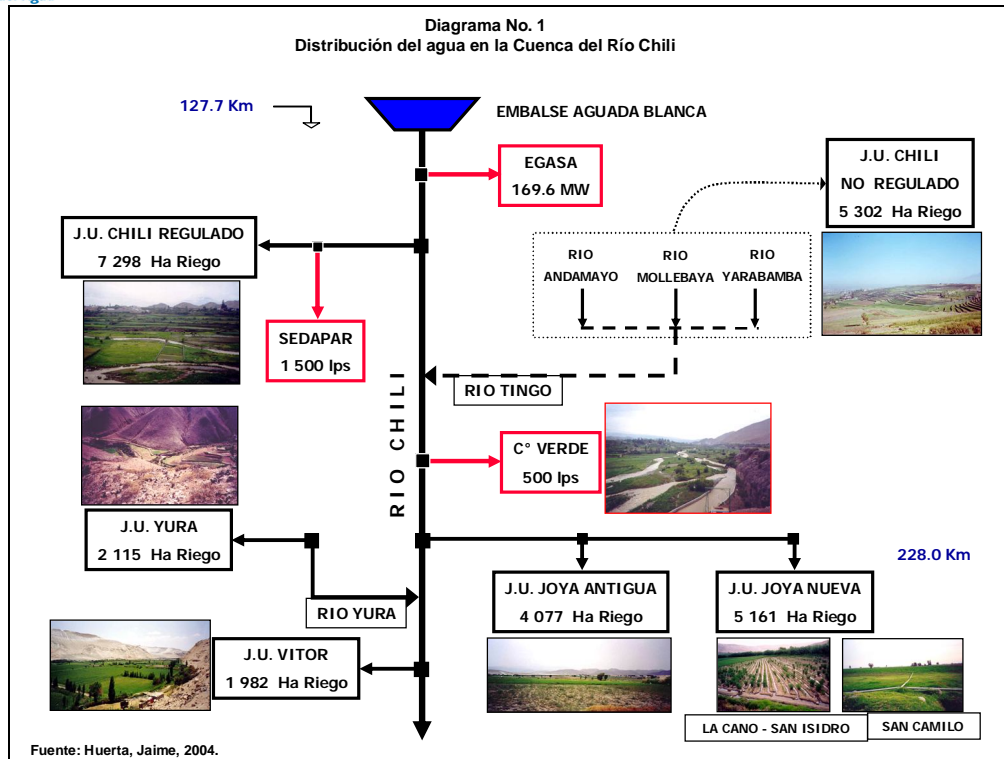 Diagrama No. 1
Distribución del agua en la Cuenca del Río Chili
127.7 Km
EMBALSE AGUADA BLANCA
EGASA
169.6 MW
J.U. CHILI
NO REGULADO
5 302 Ha Riego
J.U. CHILI REGULADO
7 298 Ha Riego
RIO
ANDAMAYO
RIO
MOLLEBAYA
RIO
YARABAMBA
SEDAPAR
1 500 lps
RIO TINGO
RIO CHILI
C° VERDE
500 lps
J.U. YURA
2 115 Ha Riego
228.0 Km
RIO YURA
J.U. JOYA ANTIGUA
4 077 Ha Riego
J.U. JOYA NUEVA
5 161 Ha Riego
J.U. VITOR
1 982 Ha Riego
LA CANO - SAN ISIDRO
SAN CAMILO
Fuente: Huerta, Jaime, 2004.